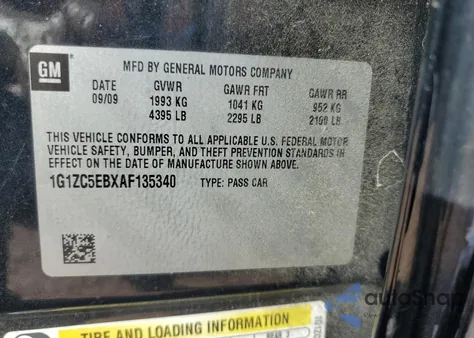 GM
MFD BY GENERAL MOTORS COMPANY
DATE GVWR GAWR FRT GAWR RR
09/09 1993 KG 1041 KG 952 KG
4395 LB 2295 LB 2100 LB
THIS VEHICLE CONFORMS TO ALL APPLICABLE U.S. FEDERAL MOTOR
VEHICLE SAFETY, BUMPER, AND THEFT PREVENTION STANDARDS IN
EFFECT ON THE DATE OF MANUFACTURE SHOWN ABOVE.
1G1ZC5EBXAF135340 TYPE: PASS CAR
autoSnap
TIRE AND LOADING INFORMATION